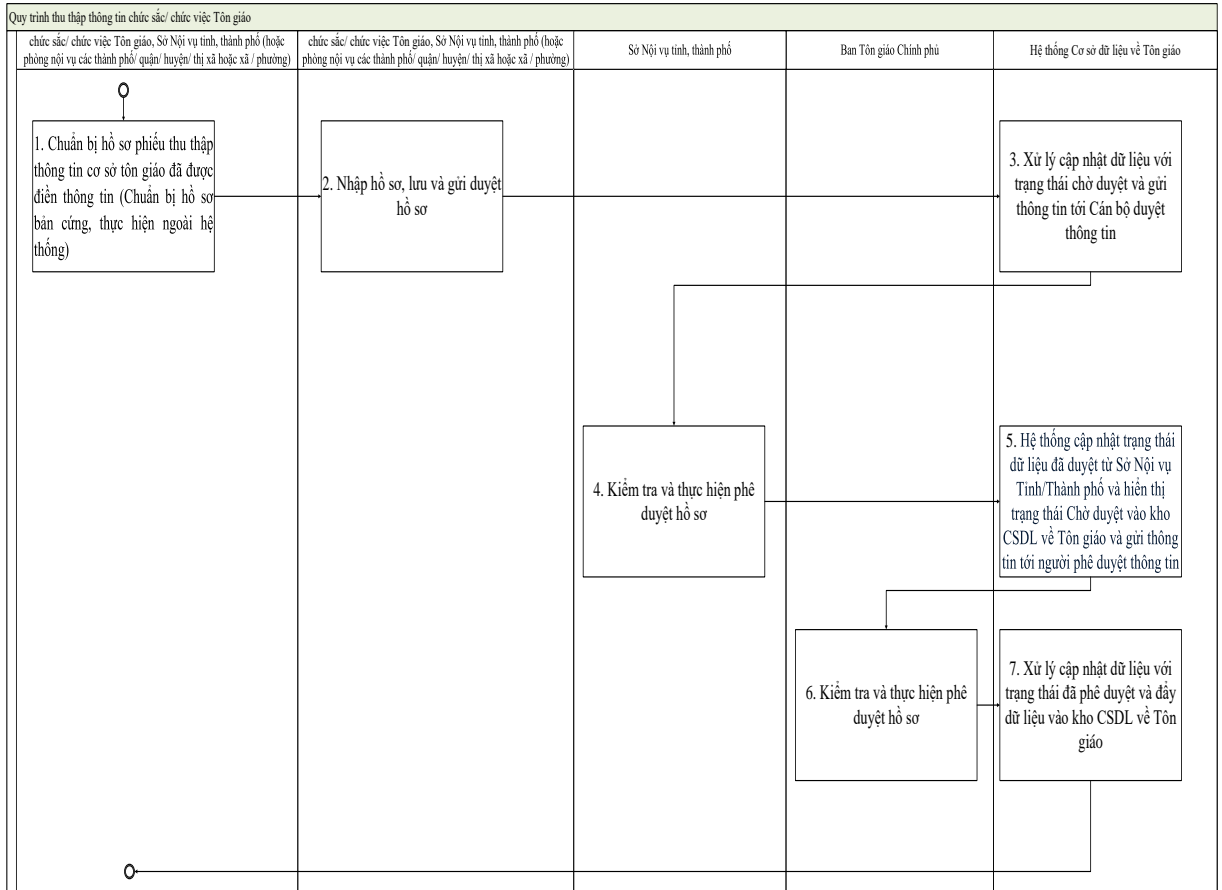 Quy trình thu thập thông tin chức sắc/ chức việc Tôn giáo
chức sắc/ chức việc Tôn giáo, Sở Nội vụ tỉnh, thành phố (hoặc
phòng nội vụ các thành phố/ quận/ huyện/ thị xã hoặc xã / phường)
chức sắc/ chức việc Tôn giáo, Sở Nội vụ tỉnh, thành phố (hoặc
phòng nội vụ các thành phố/ quận/ huyện/ thị xã hoặc xã / phường)
Sở Nội vụ tỉnh, thành phố
Ban Tôn giáo Chính phủ
Hệ thống Cơ sở dữ liệu về Tôn giáo
1. Chuẩn bị hồ sơ phiếu thu thập
thông tin cơ sở tôn giáo đã được
điền thông tin (Chuẩn bị hồ sơ
bản cứng, thực hiện ngoài hệ
thống)
2. Nhập hồ sơ, lưu và gửi duyệt
hồ sơ
3. Xử lý cập nhật dữ liệu với
trạng thái chờ duyệt và gửi
thông tin tới Cán bộ duyệt
thông tin
4. Kiểm tra và thực hiện phê
duyệt hồ sơ
5. Hệ thống cập nhật trạng thái
dữ liệu đã duyệt từ Sở Nội vụ
Tỉnh/Thành phố và hiển thị
trạng thái Chờ duyệt vào kho
CSDL về Tôn giáo và gửi thông
tin tới người phê duyệt thông tin
6. Kiểm tra và thực hiện phê
duyệt hồ sơ
7. Xử lý cập nhật dữ liệu với
trạng thái đã phê duyệt và đẩy
dữ liệu vào kho CSDL về Tôn
giáo